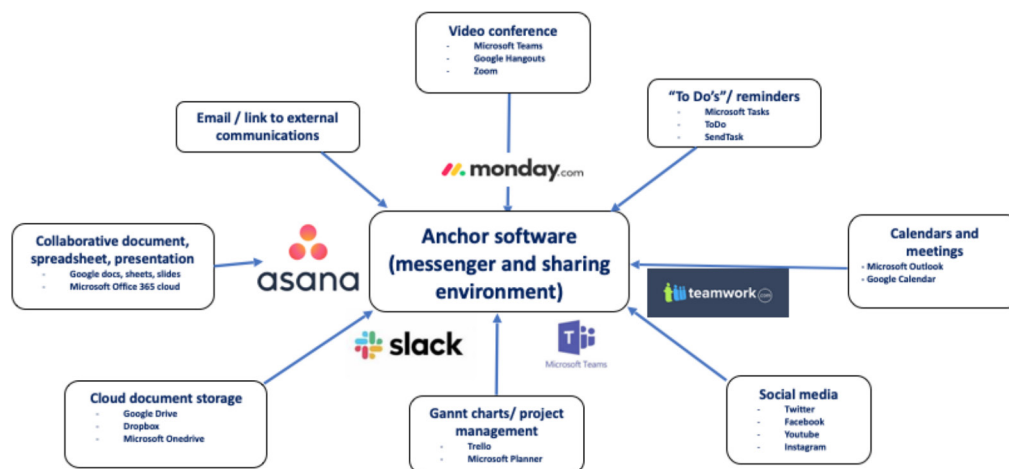 Video conference
- Microsoft Teams
- Google Hangouts
- Zoom
"To Do's"/ reminders
- Microsoft Tasks
- ToDo
- SendTask
Email / link to external
communications
monday.com
Collaborative document,
spreadsheet, presentation
- Google docs, sheets, slides
- Microsoft Office 365 cloud
asana
Anchor software
(messenger and sharing
environment)
Calendars and
meetings
- Microsoft Outlook
- Google Calendar
teamwork.com
slack
Microsoft Teams
Cloud document storage
- Google Drive
- Dropbox
- Microsoft Onedrive
Gannt charts/ project
management
- Trello
- Microsoft Planner
Social media
- Twitter
- Facebook
- Youtube
- Instagram